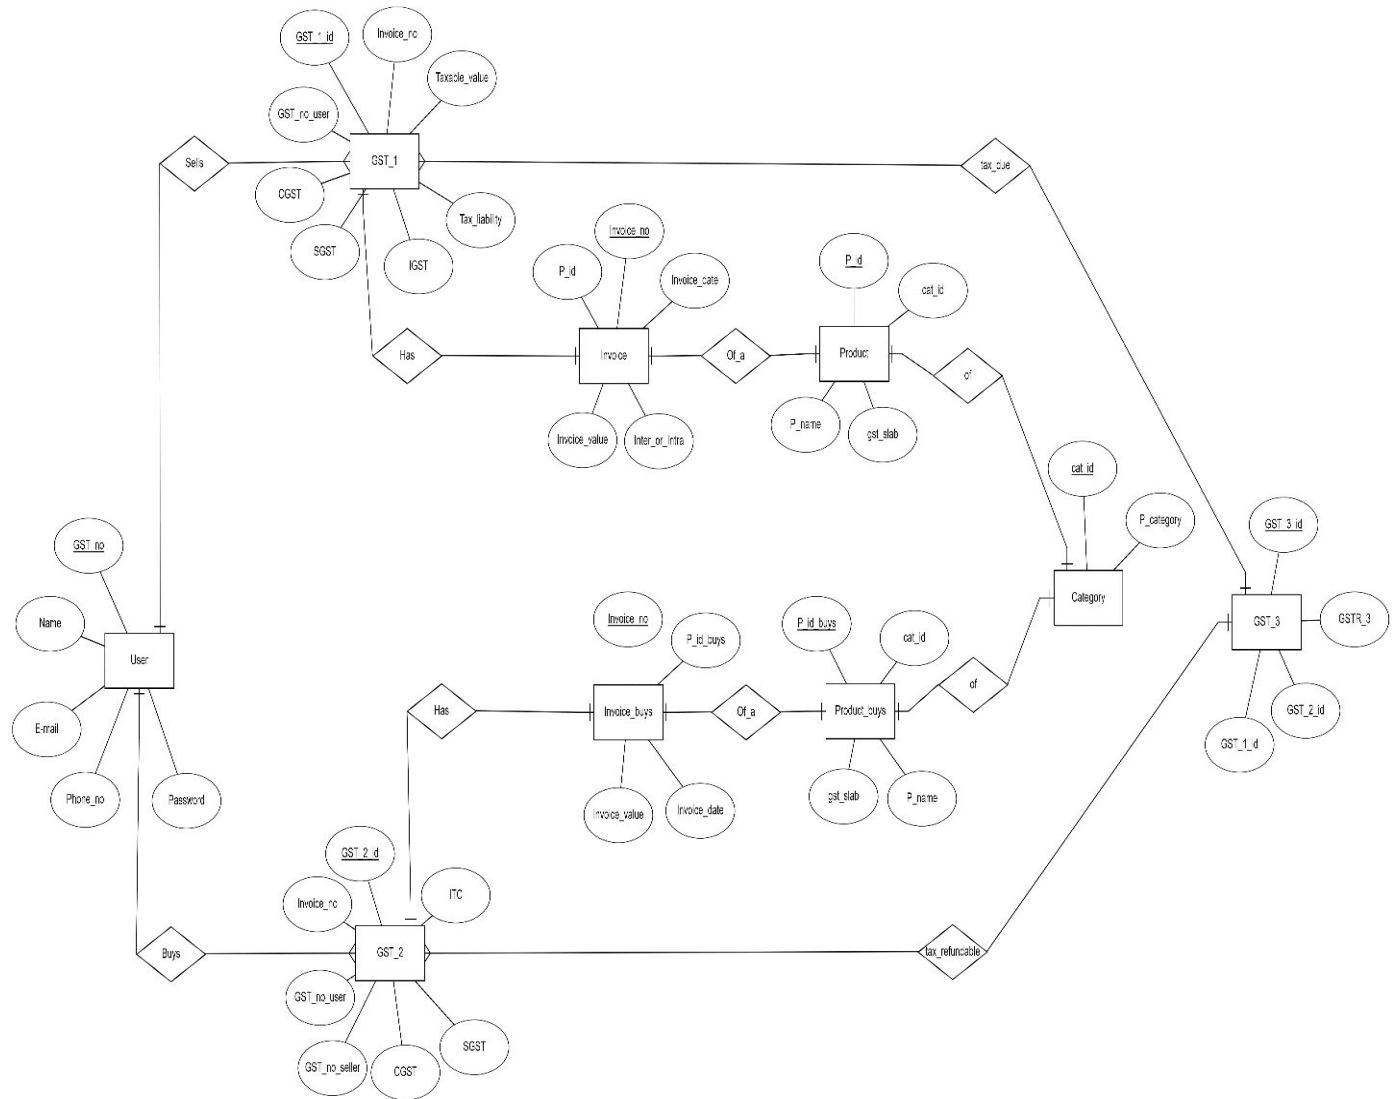 GST_1_id
Invoice_no
Taxable_value
GST_no_user
GST_1
Sells
tax_due
CGST
Tax_liability
SGST
IGST
Invoice_no
P_id
Invoice_date
P_id
cat_id
Has
Invoice
Of_a
Product
of
Invoice_value
Inter_or_Intra
P_name
gst_slab
cat_id
P_category
GST_no
GST_3_id
Name
Category
GST_3
GSTR_3
User
Invoice_no
P_id_buys
P_id_buys
cat_id
E-mail
Has
Invoice_buys
Of_a
Product_buys
of
GST_2_id
GST_1_id
Phone_no
Password
Invoice_value
Invoice_date
gst_slab
P_name
GST_2_id
ITC
Invoice_no
Buys
GST_2
tax_refundable
GST_no_user
GST_no_seller
CGST
SGST